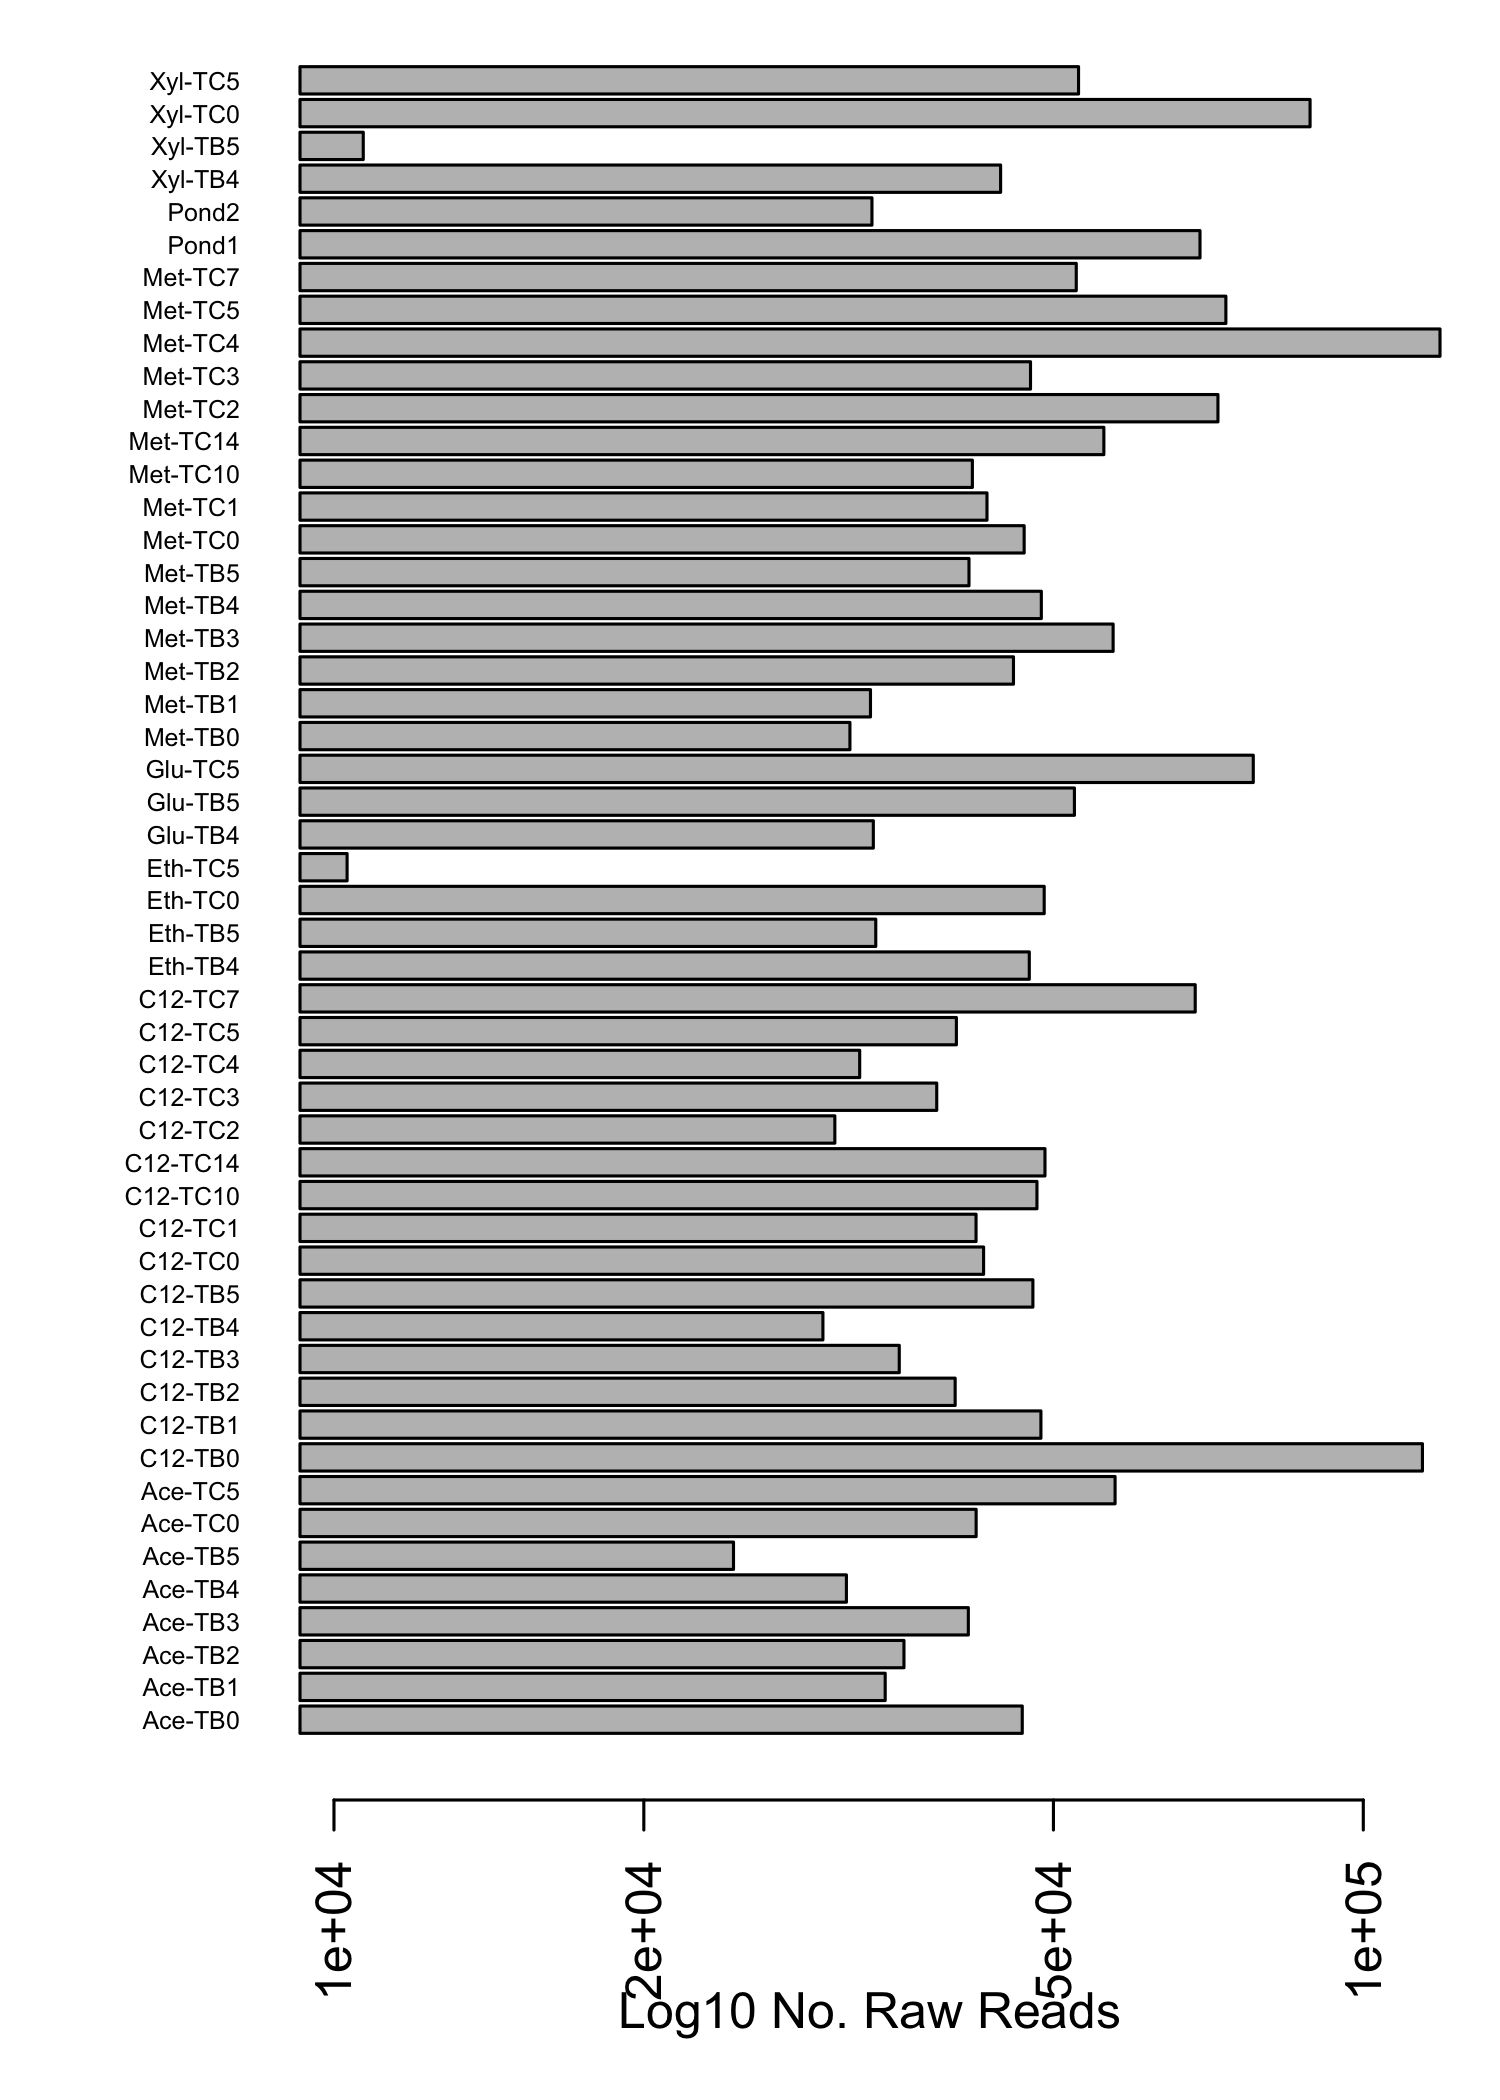 Xyl-TC5
Xyl-TC0
Xyl-TB5
Xyl-TB4
Pond2
Pond1
Met-TC7
Met-TC5
Met-TC4
Met-TC3
Met-TC2
Met-TC14
Met-TC10
Met-TC1
Met-TC0
Met-TB5
Met-TB4
Met-TB3
Met-TB2
Met-TB1
Met-TB0
Glu-TC5
Glu-TB5
Glu-TB4
Eth-TC5
Eth-TC0
Eth-TB5
Eth-TB4
C12-TC7
C12-TC5
C12-TC4
C12-TC3
C12-TC2
C12-TC14
C12-TC10
C12-TC1
C12-TC0
C12-TB5
C12-TB4
C12-TB3
C12-TB2
C12-TB1
C12-TB0
Ace-TC5
Ace-TC0
Ace-TB5
Ace-TB4
Ace-TB3
Ace-TB2
Ace-TB1
Ace-TB0
1e+04
2e+04
5e+04
1e+05
Log10 No. Raw Reads